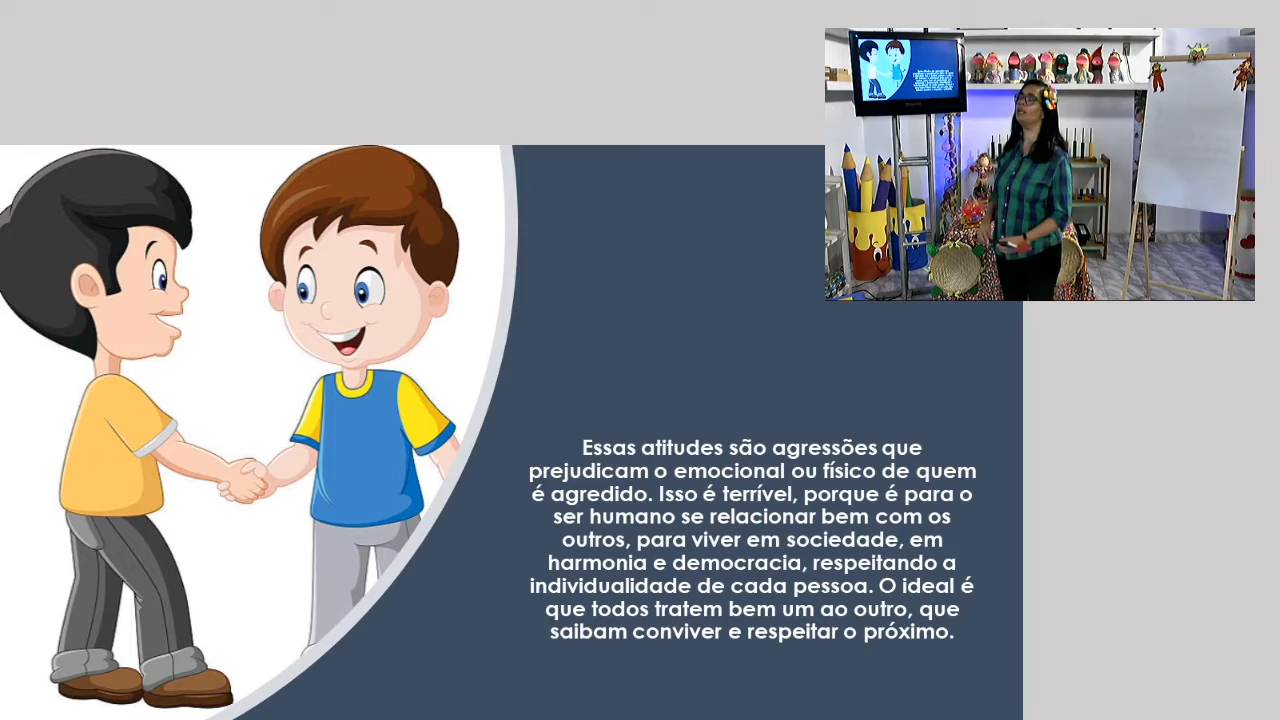 Essas atitudes são agressões que
prejudicam o emocional ou físico de quem
é agredido. Isso é terrível, porque é para o
ser humano se relacionar bem com os
outros, para viver em sociedade, em
harmonia e democracia, respeitando a
individualidade de cada pessoa. O ideal é
que todos tratem bem um ao outro, que
saibam conviver e respeitar o próximo.